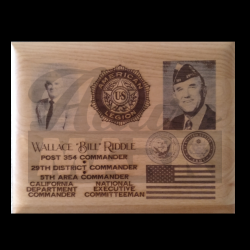 AMERICAN
US
LEGION
WALLACE "BILL" RIDDLE
POST 354 COMMANDER
29TH DISTRICT COMMANDER
5TH AREA COMMANDER
CALIFORNIA DEPARTMENT COMMANDER
NATIONAL EXECUTIVE COMMITTEEMAN